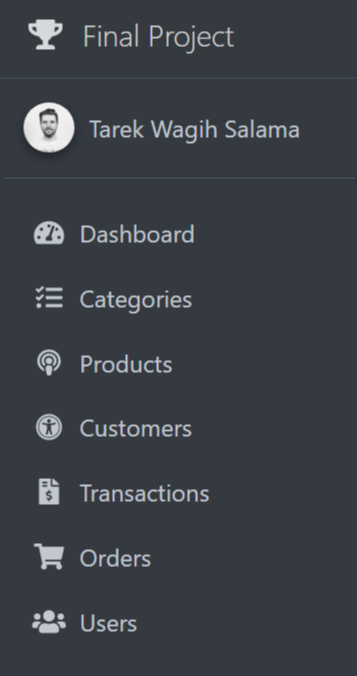 Final Project
Tarek Wagih Salama
Dashboard
Categories
Products
Customers
Transactions
Orders
Users